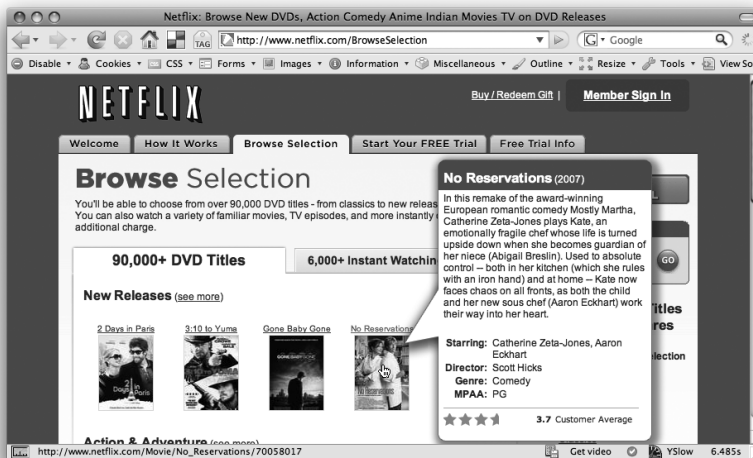 Netflix: Browse New DVDs, Action Comedy Anime Indian Movies TV on DVD Releases
TAG http://www.netflix.com/BrowseSelection G Google
Disable Cookies CSS Forms Images Information Miscellaneous Outline Resize Tools View So
NETFLIX
Buy / Redeem Gift | Member Sign In
Welcome How It Works Browse Selection Start Your FREE Trial Free Trial Info
Browse Selection
You'll be able to choose from over 90,000 DVD titles - from classics to new releas
You can also watch a variety of familiar movies, TV episodes, and more instantly
additional charge.
90,000+ DVD Titles 6,000+ Instant Watchin
New Releases (see more)
2 Days in Paris 3:10 to Yuma Gone Baby Gone No Reservations
2 Days in Paris
GONE BABY GONE
No Reservations (2007)
In this remake of the award-winning
European romantic comedy Mostly Martha,
Catherine Zeta-Jones plays Kate, an
emotionally fragile chef whose life is turned
upside down when she becomes guardian of
her niece (Abigail Breslin). Used to absolute
control -- both in her kitchen (which she rules
with an iron hand) and at home -- Kate now
faces chaos on all fronts, as both the child
and her new sous chef (Aaron Eckhart) work
their way into her heart.
Starring: Catherine Zeta-Jones, Aaron
Eckhart
Director: Scott Hicks
Genre: Comedy
MPAA: PG
3.7 Customer Average
GO
itles
res
election
Action & Adventure (see more)
http://www.netflix.com/Movie/No_Reservations/70058017 Get video YSlow 6.485s